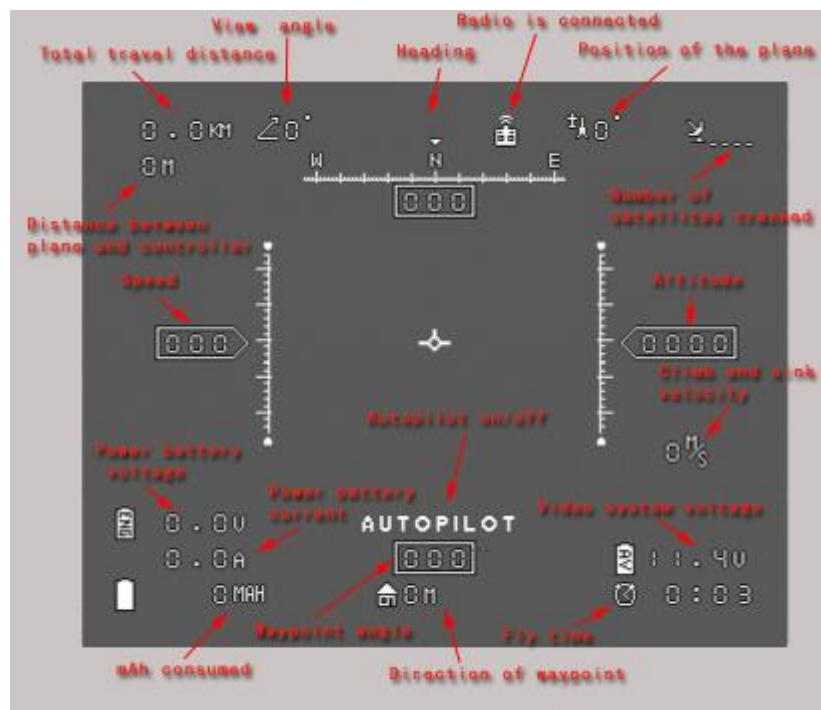 View angle
Radio is connected
Total travel distance
Heading
Position of the plane
0.0KM
0°
0°
0M
W N E
000
Number of
satellites tracked
Distance between
plane and controller
Speed
Altitude
000
0000
Climb and sink
velocity
Autopilot on/off
0M/S
Power battery
voltage
Power battery
current
Video system voltage
ENG 0.0V
AUTOPILOT
0.0A
000
AV 11.4V
0MAH
0M
0:03
Waypoint angle
Fly time
mAh consumed
Direction of waypoint